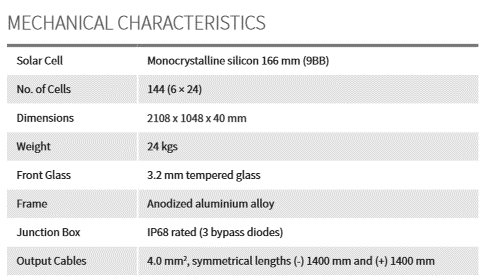 MECHANICAL CHARACTERISTICS
Solar Cell Monocrystalline silicon 166 mm (9BB)
No. of Cells 144 (6 × 24)
Dimensions 2108 x 1048 x 40 mm
Weight 24 kgs
Front Glass 3.2 mm tempered glass
Frame Anodized aluminium alloy
Junction Box IP68 rated (3 bypass diodes)
Output Cables 4.0 mm², symmetrical lengths (-) 1400 mm and (+) 1400 mm